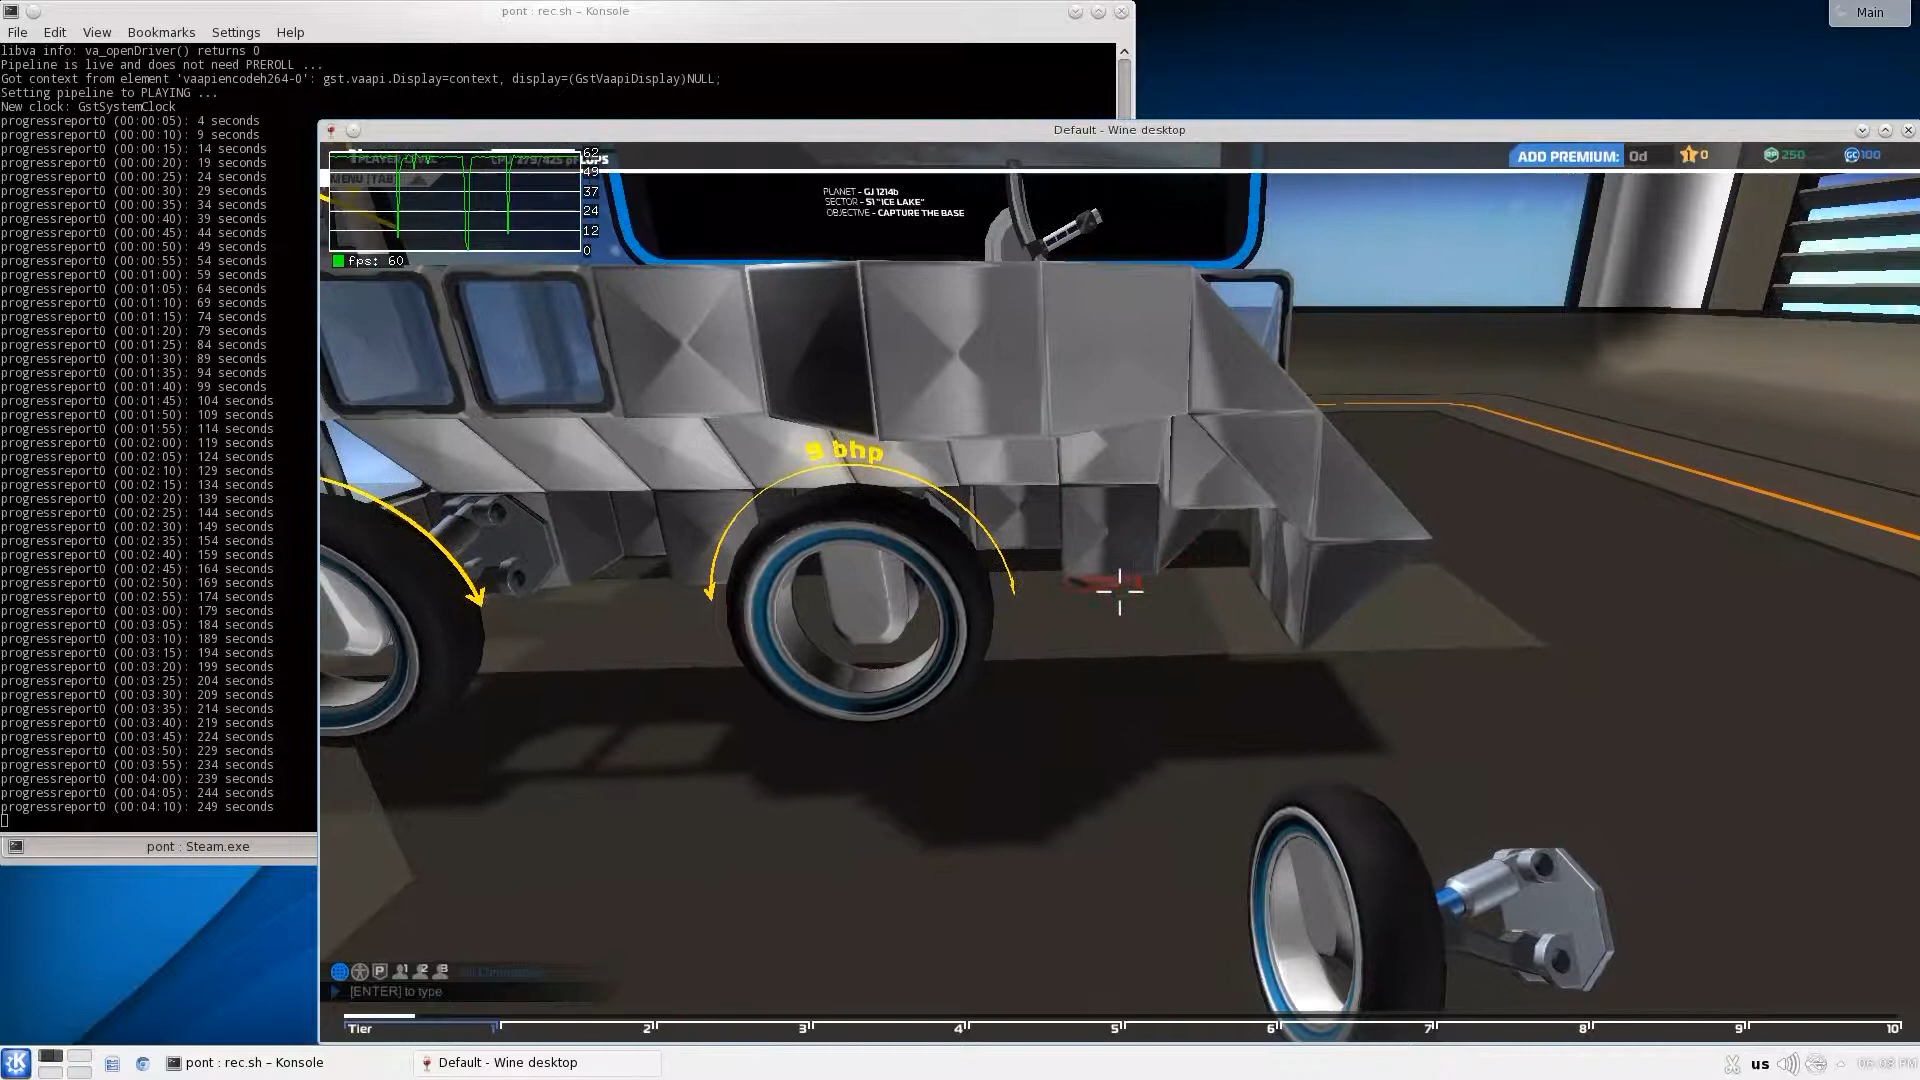 pont : rec.sh – Konsole
Main
File Edit View Bookmarks Settings Help
libva info: va_openDriver() returns 0
Pipeline is live and does not need PREROLL ...
Got context from element 'vaapiencodeh264-0': gst.vaapi.Display=context, display=(GstVaapiDisplay)NULL;
Setting pipeline to PLAYING ...
New clock: GstSystemClock
progressreport0 (00:00:05): 4 seconds
progressreport0 (00:00:10): 9 seconds
progressreport0 (00:00:15): 14 seconds
progressreport0 (00:00:20): 19 seconds
progressreport0 (00:00:25): 24 seconds
progressreport0 (00:00:30): 29 seconds
progressreport0 (00:00:35): 34 seconds
progressreport0 (00:00:40): 39 seconds
progressreport0 (00:00:45): 44 seconds
progressreport0 (00:00:50): 49 seconds
progressreport0 (00:00:55): 54 seconds
progressreport0 (00:01:00): 59 seconds
progressreport0 (00:01:05): 64 seconds
progressreport0 (00:01:10): 69 seconds
progressreport0 (00:01:15): 74 seconds
progressreport0 (00:01:20): 79 seconds
progressreport0 (00:01:25): 84 seconds
progressreport0 (00:01:30): 89 seconds
progressreport0 (00:01:35): 94 seconds
progressreport0 (00:01:40): 99 seconds
progressreport0 (00:01:45): 104 seconds
progressreport0 (00:01:50): 109 seconds
progressreport0 (00:01:55): 114 seconds
progressreport0 (00:02:00): 119 seconds
progressreport0 (00:02:05): 124 seconds
progressreport0 (00:02:10): 129 seconds
progressreport0 (00:02:15): 134 seconds
progressreport0 (00:02:20): 139 seconds
progressreport0 (00:02:25): 144 seconds
progressreport0 (00:02:30): 149 seconds
progressreport0 (00:02:35): 154 seconds
progressreport0 (00:02:40): 159 seconds
progressreport0 (00:02:45): 164 seconds
progressreport0 (00:02:50): 169 seconds
progressreport0 (00:02:55): 174 seconds
progressreport0 (00:03:00): 179 seconds
progressreport0 (00:03:05): 184 seconds
progressreport0 (00:03:10): 189 seconds
progressreport0 (00:03:15): 194 seconds
progressreport0 (00:03:20): 199 seconds
progressreport0 (00:03:25): 204 seconds
progressreport0 (00:03:30): 209 seconds
progressreport0 (00:03:35): 214 seconds
progressreport0 (00:03:40): 219 seconds
progressreport0 (00:03:45): 224 seconds
progressreport0 (00:03:50): 229 seconds
progressreport0 (00:03:55): 234 seconds
progressreport0 (00:04:00): 239 seconds
progressreport0 (00:04:05): 244 seconds
progressreport0 (00:04:10): 249 seconds
pont : Steam.exe
Default - Wine desktop
62
49
37
24
12
0
MENU [TAB]
fps: 60
ADD PREMIUM: 0d
0
250
GC 100
PLANET - GJ 1214b
SECTOR - S1 "ICE LAKE"
OBJECTIVE - CAPTURE THE BASE
9 bhp
P 1 2 3
[ENTER] to type
Tier 1 2 3 4 5 6 7 8 9 10
pont : rec.sh – Konsole
Default - Wine desktop
us
06:08 PM